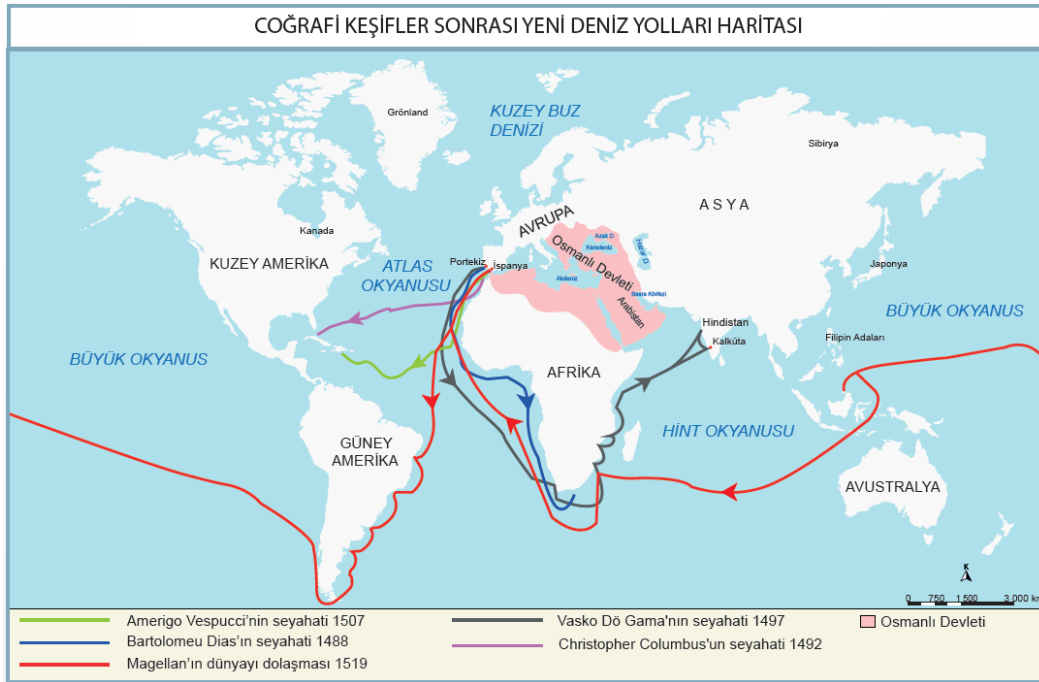 COĞRAFİ KEŞİFLER SONRASI YENİ DENİZ YOLLARI HARİTASI
Grönland
KUZEY BUZ
DENİZİ
Sibirya
ASYA
AVRUPA
Kanada
KUZEY AMERİKA
ATLAS
OKYANUSU
Portekiz
İspanya
Azak D.
Karadeniz
Hazar D.
Osmanlı Devleti
Akdeniz
Basra Körfezi
Arabistan
Japonya
BÜYÜK OKYANUS
Hindistan
Kalküta
Filipin Adaları
BÜYÜK OKYANUS
AFRİKA
HİNT OKYANUSU
GÜNEY
AMERİKA
AVUSTRALYA
K
0 750 1 500 3 000 km
Amerigo Vespucci'nin seyahati 1507
Bartolomeu Dias'ın seyahati 1488
Magellan'ın dünyayı dolaşması 1519
Vasko Dö Gama'nın seyahati 1497
Christopher Columbus'un seyahati 1492
Osmanlı Devleti